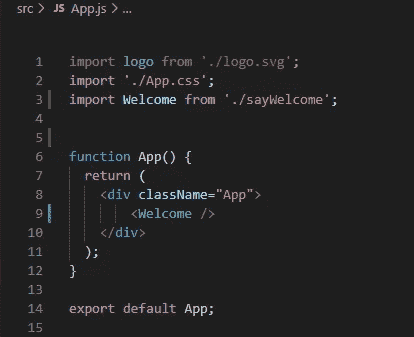 src > JS App.js > ...
1 import logo from './logo.svg';
2 import './App.css';
3 import Welcome from './sayWelcome';
4
5
6 function App() {
7   return (
8     <div className="App">
9         <Welcome />
10     </div>
11   );
12 }
13
14 export default App;
15